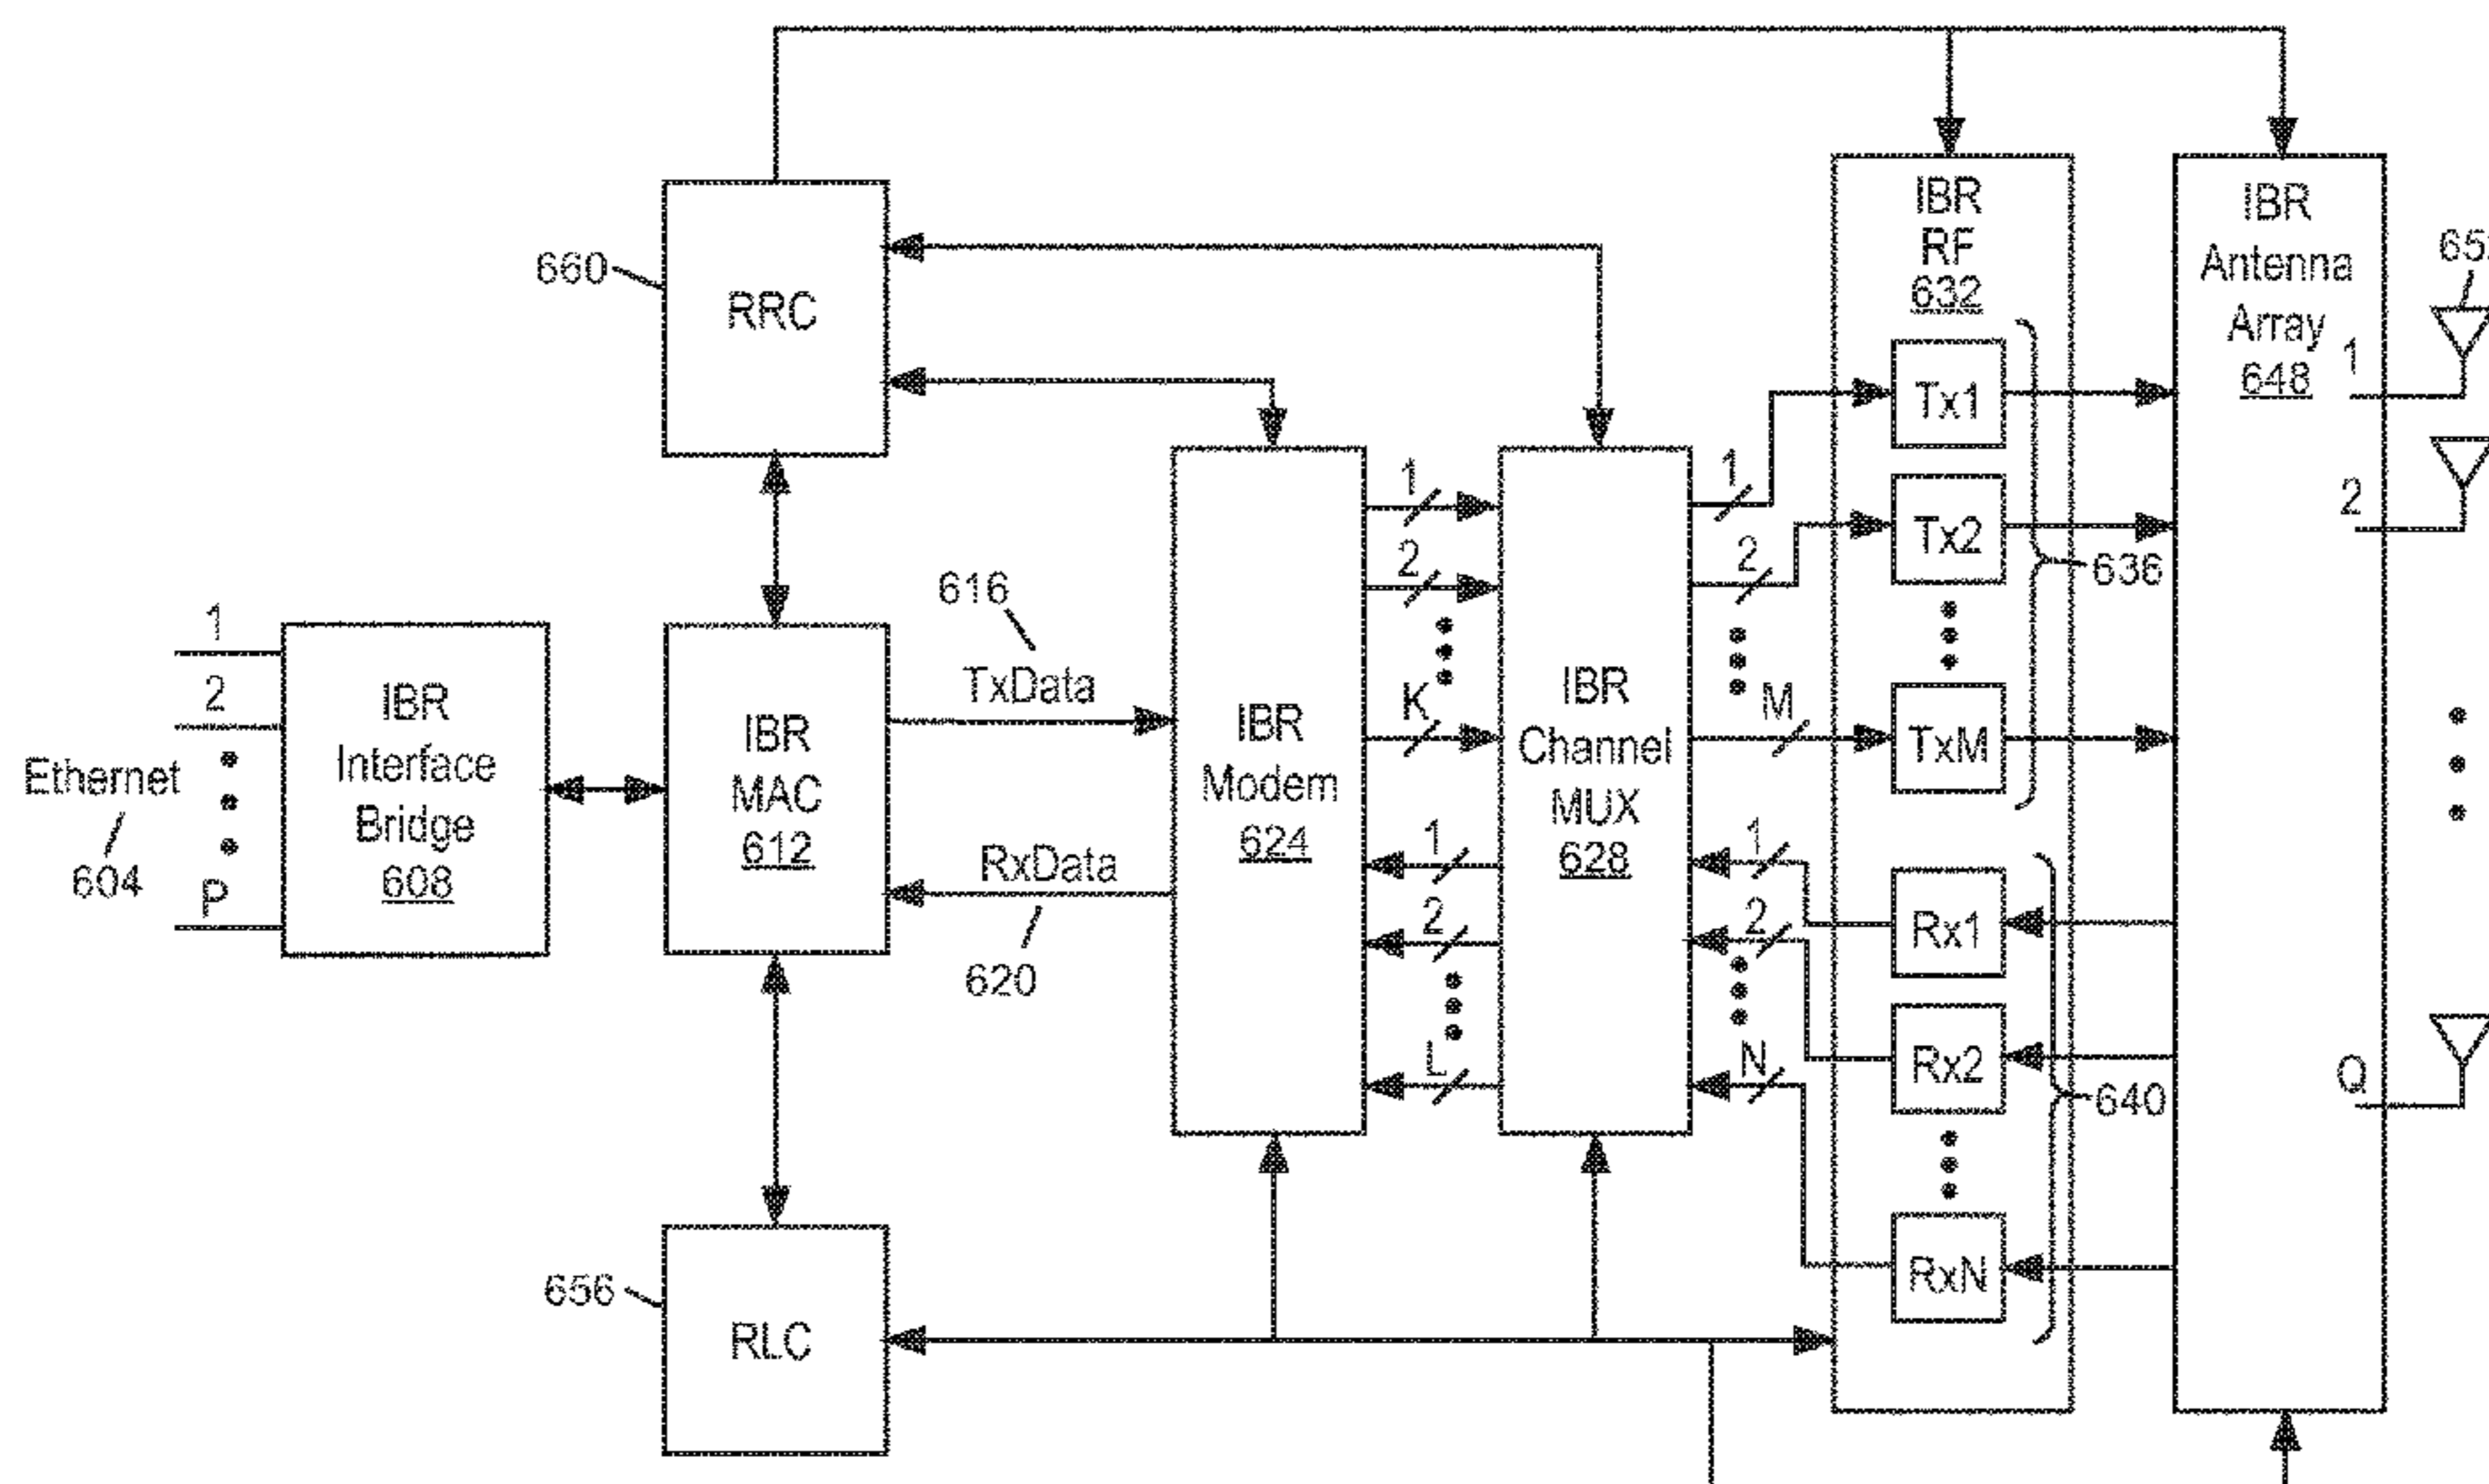 660
RRC
IBR
RF
632
IBR
Antenna
Array
648
Tx1
Tx2
TxM
636
1
2
Q
1
2
K
1
2
M
616
TxData
1
2
P
Ethernet
604
IBR
Interface
Bridge
608
IBR
MAC
612
RxData
620
IBR
Modem
624
IBR
Channel
MUX
628
1
2
L
1
2
N
Rx1
Rx2
RxN
640
656
RLC